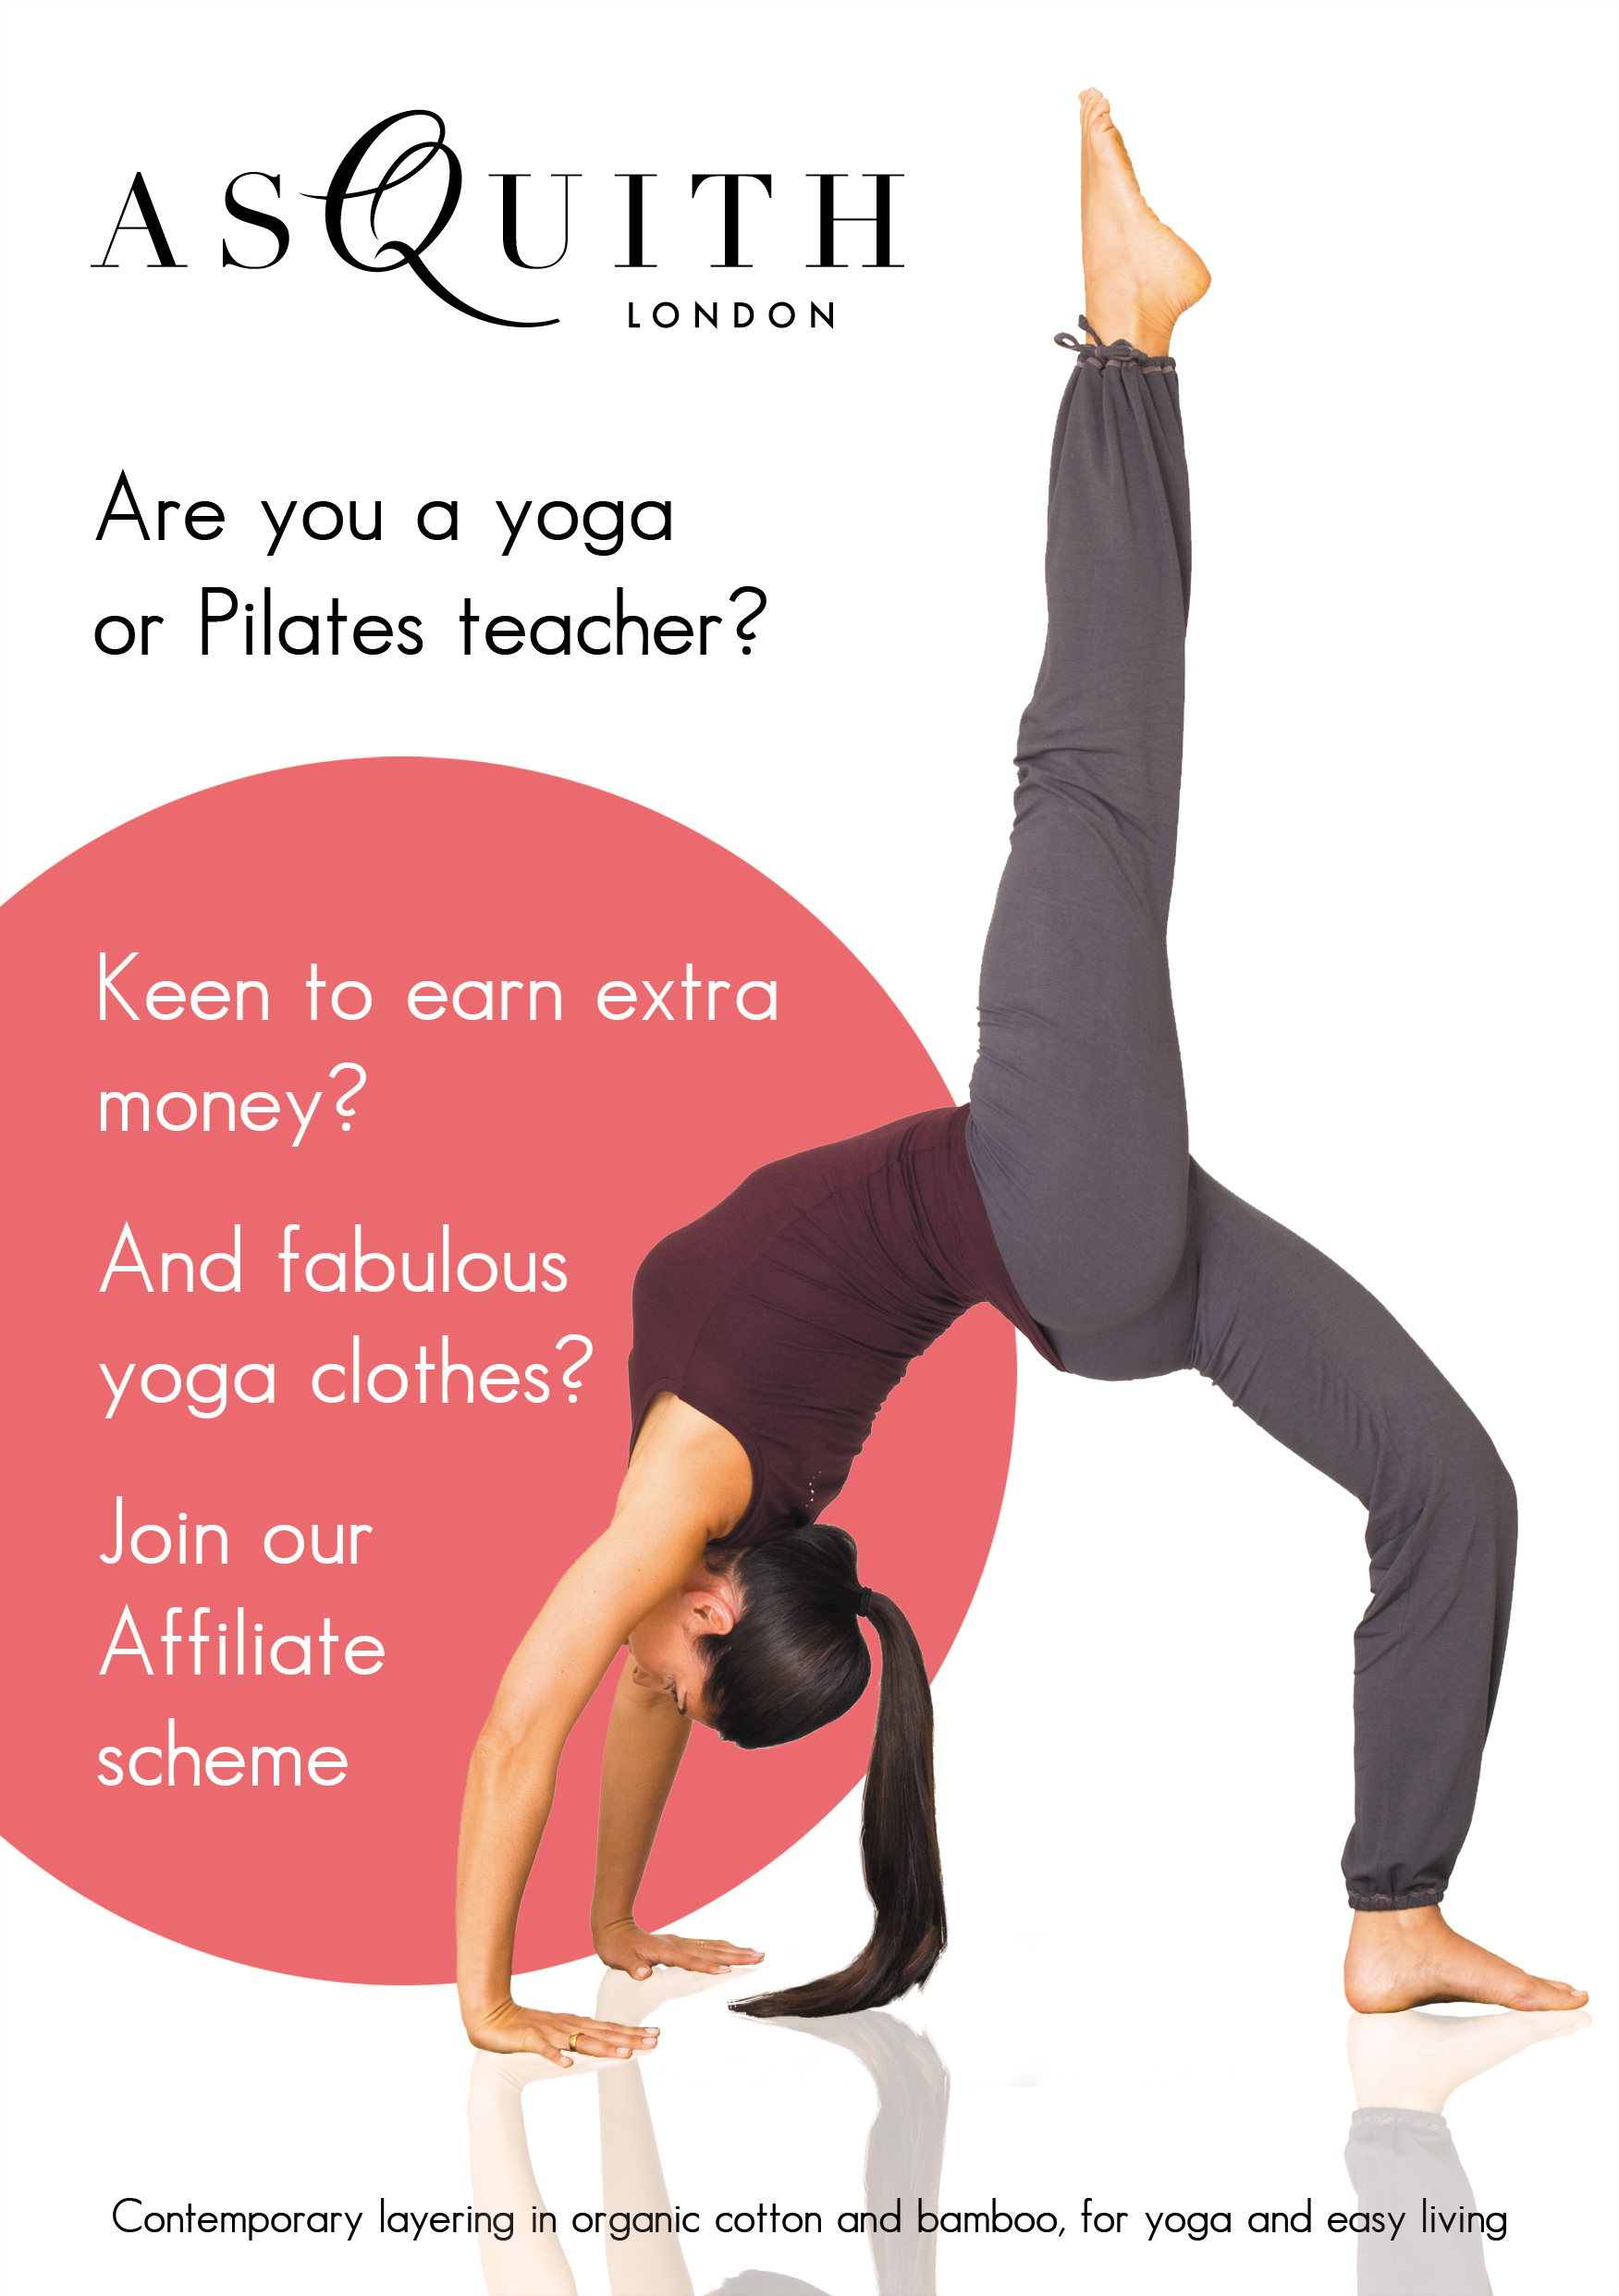 ASQUITH
LONDON
Are you a yoga
or Pilates teacher?
Keen to earn extra
money?
And fabulous
yoga clothes?
Join our
Affiliate
scheme
Contemporary layering in organic cotton and bamboo, for yoga and easy living